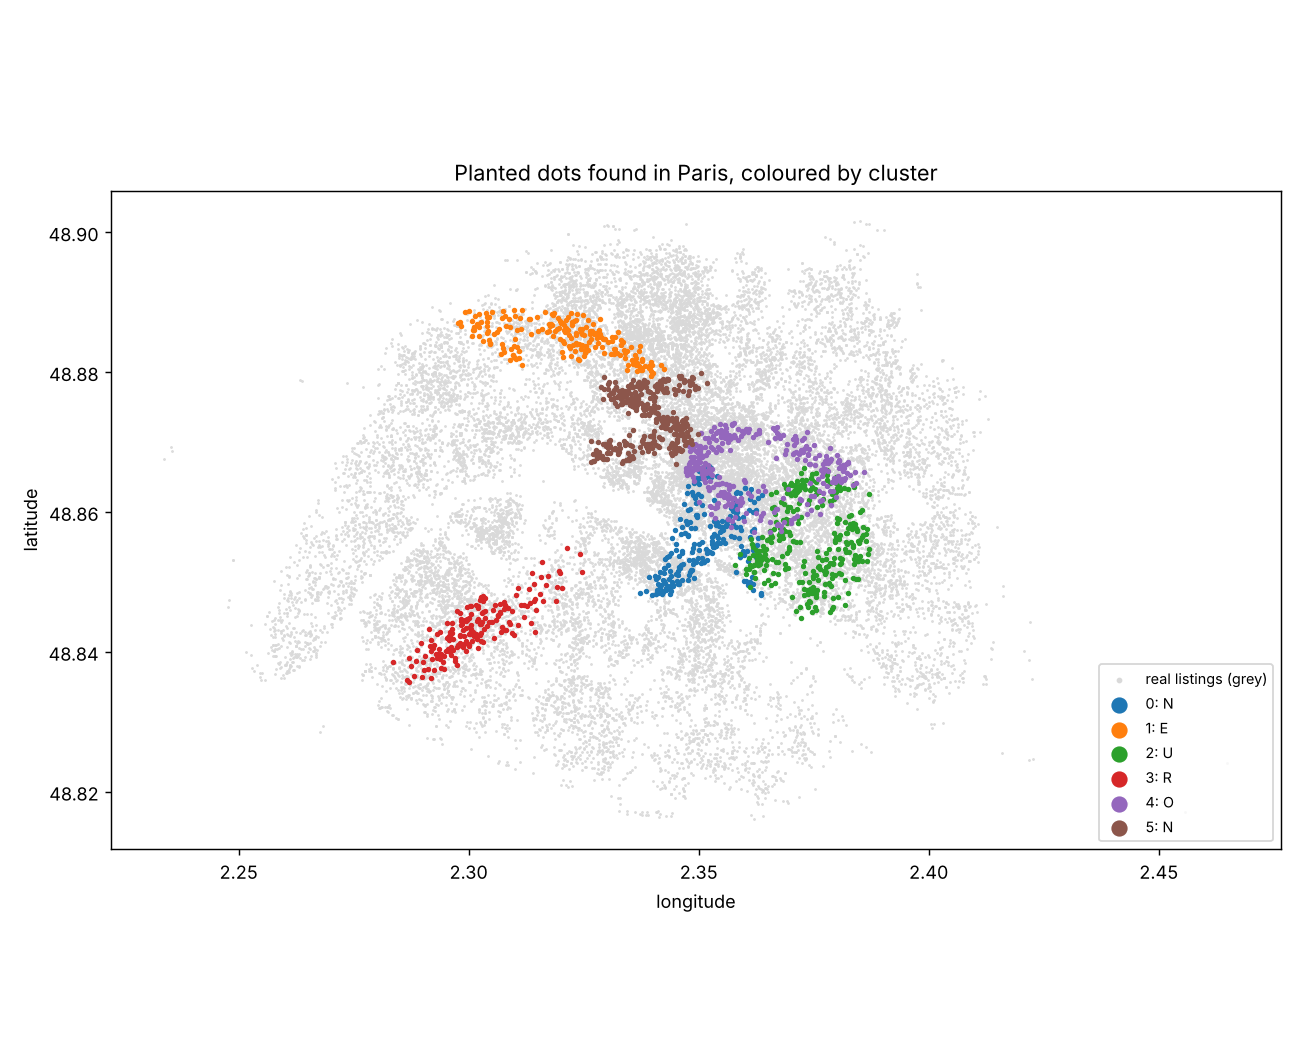 Planted dots found in Paris, coloured by cluster
48.90
48.88
48.86
48.84
48.82
latitude
2.25
2.30
2.35
2.40
2.45
longitude
real listings (grey)
0: N
1: E
2: U
3: R
4: O
5: N